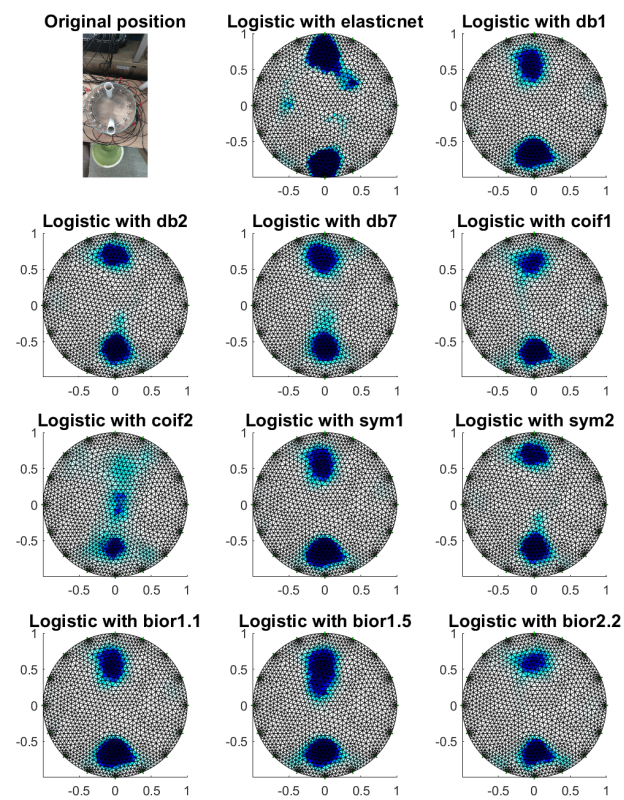 Original position
Logistic with elasticnet
Logistic with db1
1
0.5
0
-0.5
-0.5 0 0.5 1
1
0.5
0
-0.5
-0.5 0 0.5 1
Logistic with db2
Logistic with db7
Logistic with coif1
1
0.5
0
-0.5
-0.5 0 0.5 1
1
0.5
0
-0.5
-0.5 0 0.5 1
1
0.5
0
-0.5
-0.5 0 0.5 1
Logistic with coif2
Logistic with sym1
Logistic with sym2
1
0.5
0
-0.5
-0.5 0 0.5 1
1
0.5
0
-0.5
-0.5 0 0.5 1
1
0.5
0
-0.5
-0.5 0 0.5 1
Logistic with bior1.1
Logistic with bior1.5
Logistic with bior2.2
1
0.5
0
-0.5
-0.5 0 0.5 1
1
0.5
0
-0.5
-0.5 0 0.5 1
1
0.5
0
-0.5
-0.5 0 0.5 1